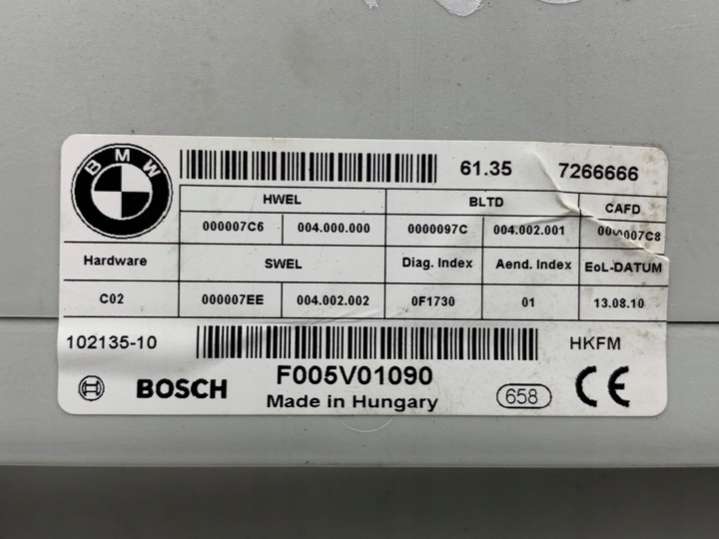 BMW
61.35 7266666
HWEL BLTD CAFD
000007C6 004.000.000 0000097C 004.002.001 000007C8
Hardware SWEL Diag. Index Aend. Index EoL-DATUM
C02 000007EE 004.002.002 0F1730 01 13.08.10
102135-10 HKFM
BOSCH F005V01090 658 CE
Made in Hungary